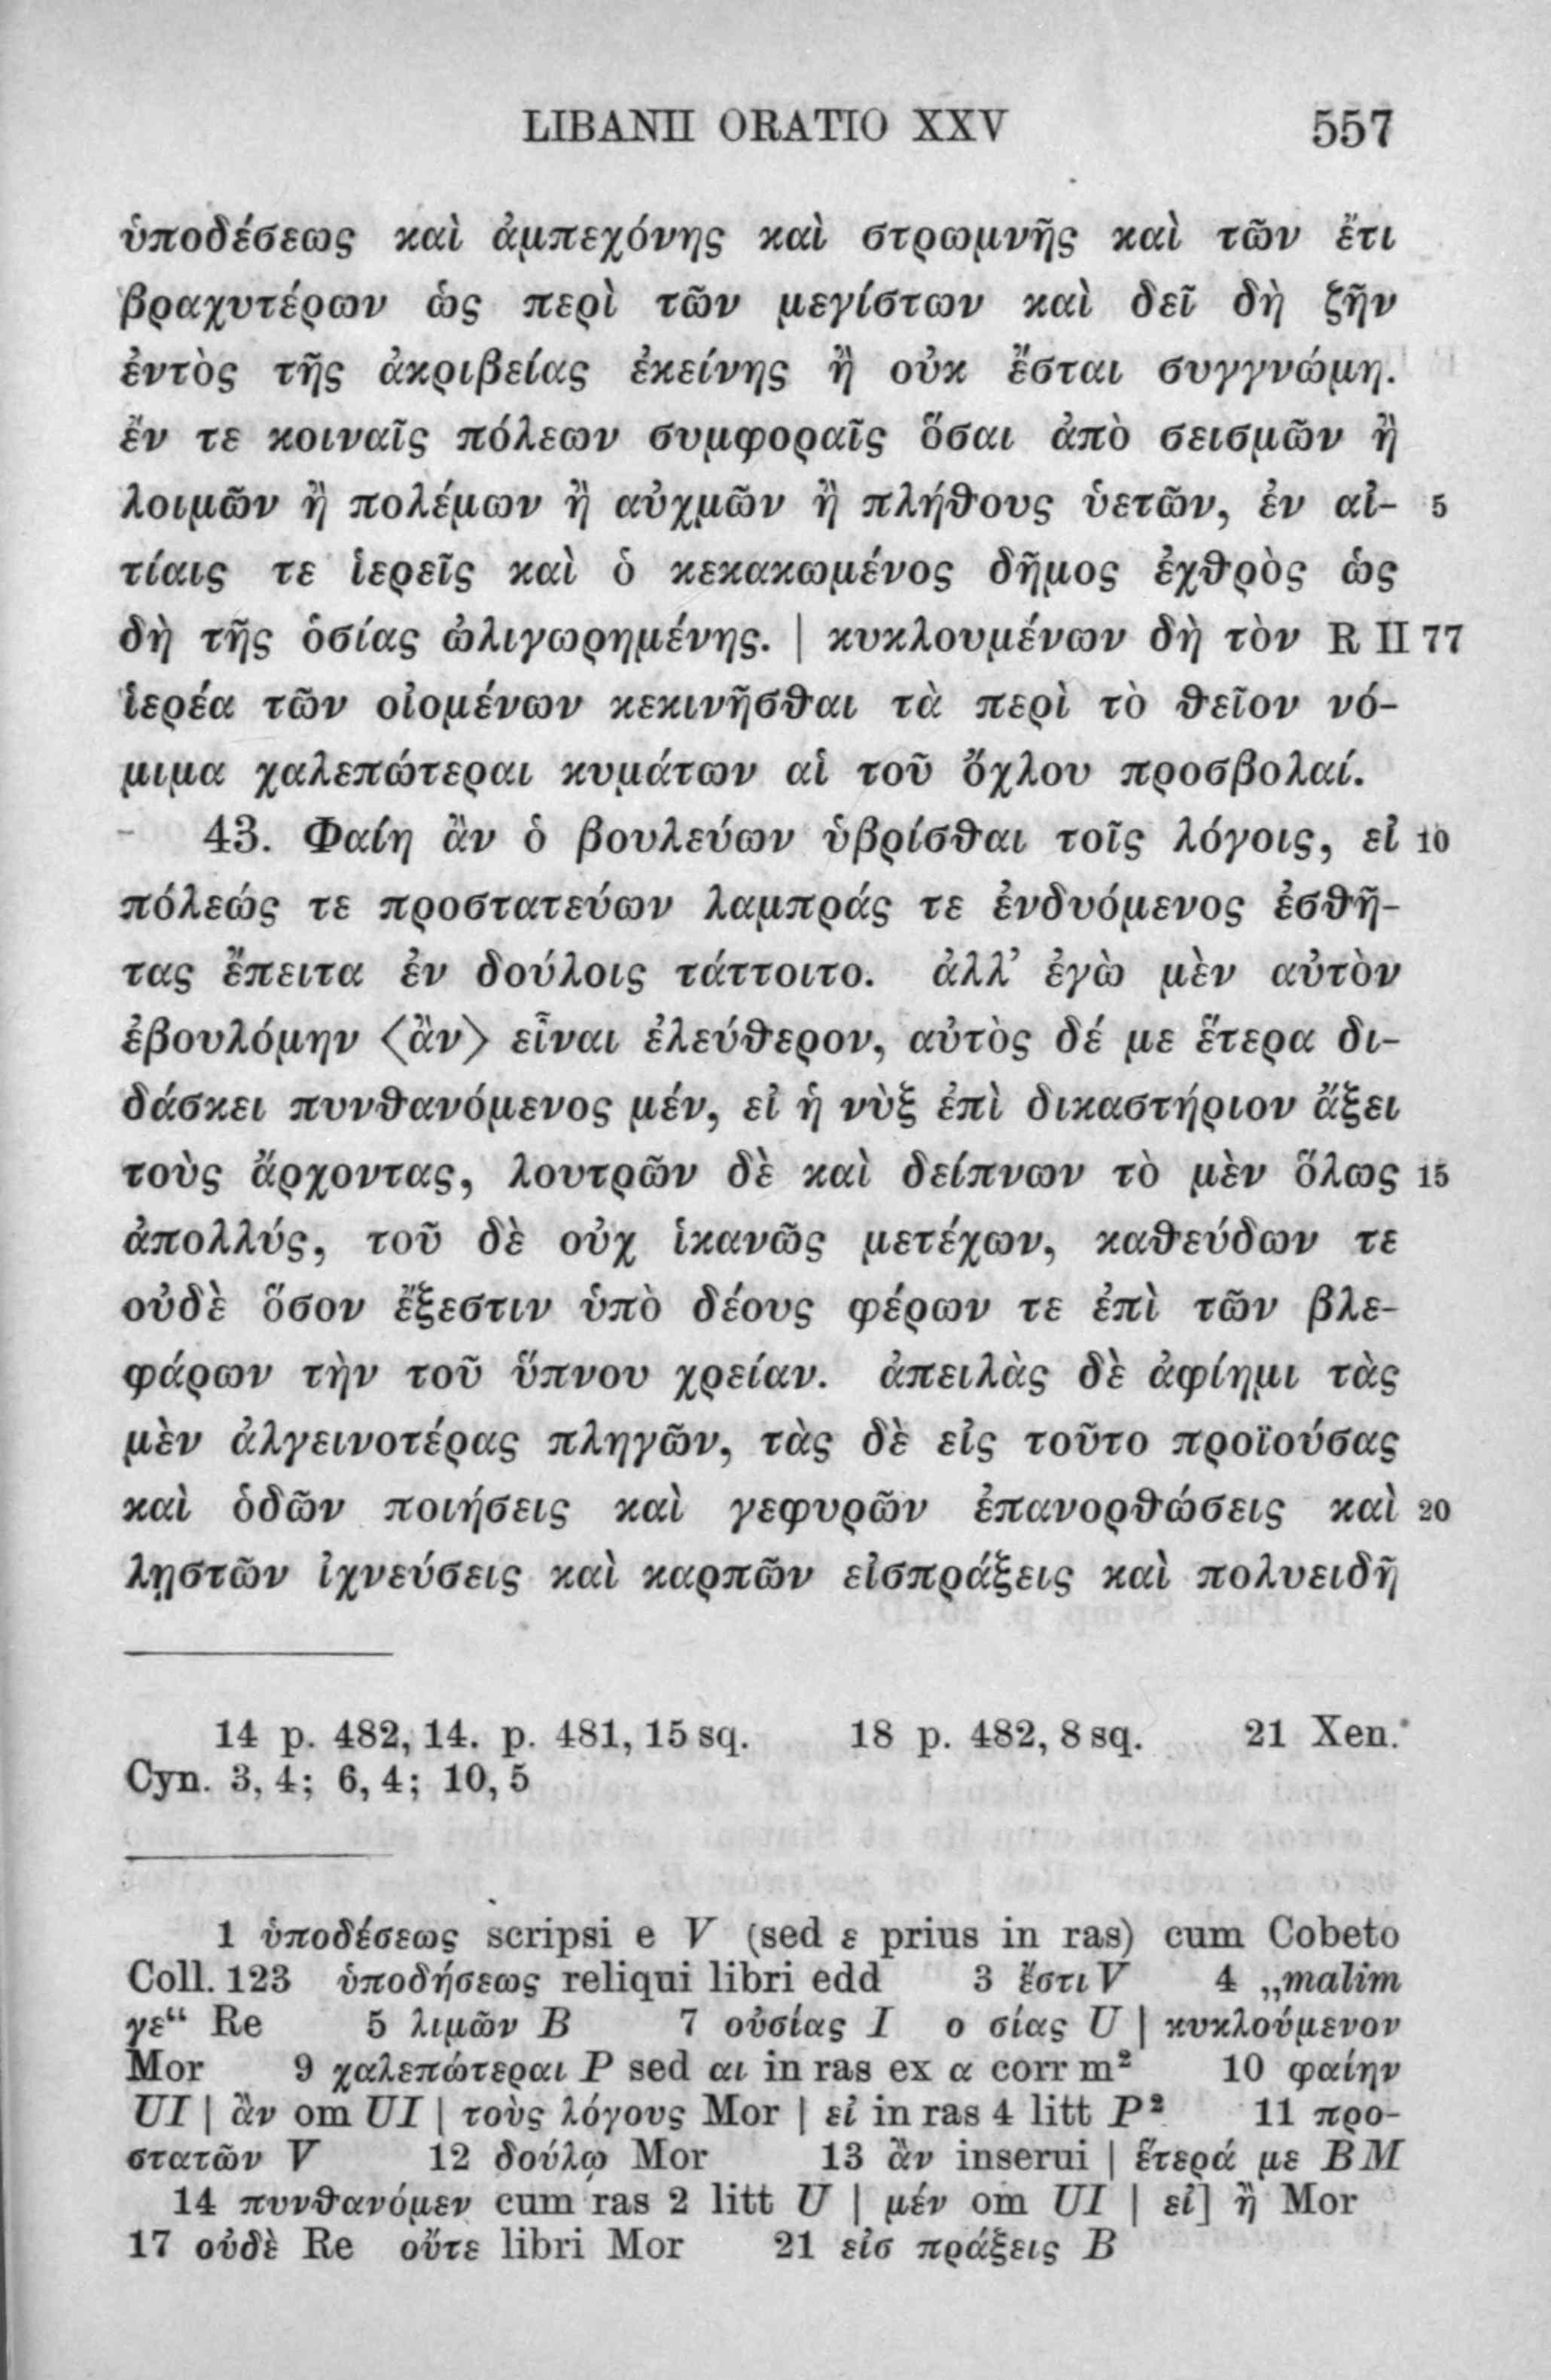 LIBANII ORATIO XXV 557
ὑποδέσεως καὶ ἀμπεχόνης καὶ στρωμνῆς καὶ τῶν ἔτι
βραχυτέρων ὡς περὶ τῶν μεγίστων καὶ δεῖ δὴ ζῆν
ἐντὸς τῆς ἀκριβείας ἐκείνης ἢ οὐκ ἔσται συγγνώμη.
ἔν τε κοιναῖς πόλεων συμφοραῖς ὅσαι ἀπὸ σεισμῶν ἢ
λοιμῶν ἢ πολέμων ἢ αὐχμῶν ἢ πλήθους ὑετῶν, ἐν αἰ- 5
τίαις τε ἱερεῖς καὶ ὁ κεκακωμένος δῆμος ἐχθρὸς ὡς
δὴ τῆς ὁσίας ὠλιγωρημένης. | κυκλουμένων δὴ τὸν R II 77
ἱερέα τῶν οἰομένων κεκινῆσθαι τὰ περὶ τὸ θεῖον νό-
μιμα χαλεπώτεραι κυμάτων αἱ τοῦ ὄχλου προσβολαί.
43. Φαίη ἂν ὁ βουλεύων ὑβρίσθαι τοῖς λόγοις, εἰ 10
πόλεώς τε προστατεύων λαμπράς τε ἐνδυόμενος ἐσθῆ-
τας ἔπειτα ἐν δούλοις τάττοιτο. ἀλλ’ ἐγὼ μὲν αὐτὸν
ἐβουλόμην ⟨ἂν⟩ εἶναι ἐλεύθερον, αὐτὸς δέ με ἕτερα δι-
δάσκει πυνθανόμενος μέν, εἰ ἡ νὺξ ἐπὶ δικαστήριον ἄξει
τοὺς ἄρχοντας, λουτρῶν δὲ καὶ δείπνων τὸ μὲν ὅλως 15
ἀπολλύς, τοῦ δὲ οὐχ ἱκανῶς μετέχων, καθεύδων τε
οὐδὲ ὅσον ἔξεστιν ὑπὸ δέους φέρων τε ἐπὶ τῶν βλε-
φάρων τὴν τοῦ ὕπνου χρείαν. ἀπειλὰς δὲ ἀφίημι τὰς
μὲν ἀλγεινοτέρας πληγῶν, τὰς δὲ εἰς τοῦτο προϊούσας
καὶ ὁδῶν ποιήσεις καὶ γεφυρῶν ἐπανορθώσεις καὶ 20
λῃστῶν ἰχνεύσεις καὶ καρπῶν εἰσπράξεις καὶ πολυειδῆ
14 p. 482, 14. p. 481, 15 sq. 18 p. 482, 8 sq. 21 Xen.
Cyn. 3, 4; 6, 4; 10, 5
1 ὑποδέσεως scripsi e V (sed ε prius in ras) cum Cobeto
Coll. 123 ὑποδήσεως reliqui libri edd 3 ἔστι V 4 „malim
γε“ Re 5 λιμῶν B 7 οὐσίας I ο σίας U | κυκλούμενον
Mor 9 χαλεπώτεραι P sed αι in ras ex α corr m² 10 φαίην
UI | ἂν om UI | τοὺς λόγους Mor | εἰ in ras 4 litt P² 11 προ-
στατῶν V 12 δούλῳ Mor 13 ἂν inserui | ἕτερά με BM
14 πυνθανόμεν cum ras 2 litt U | μέν om UI | εἰ] ἢ Mor
17 οὐδὲ Re οὔτε libri Mor 21 εἰσ πράξεις B